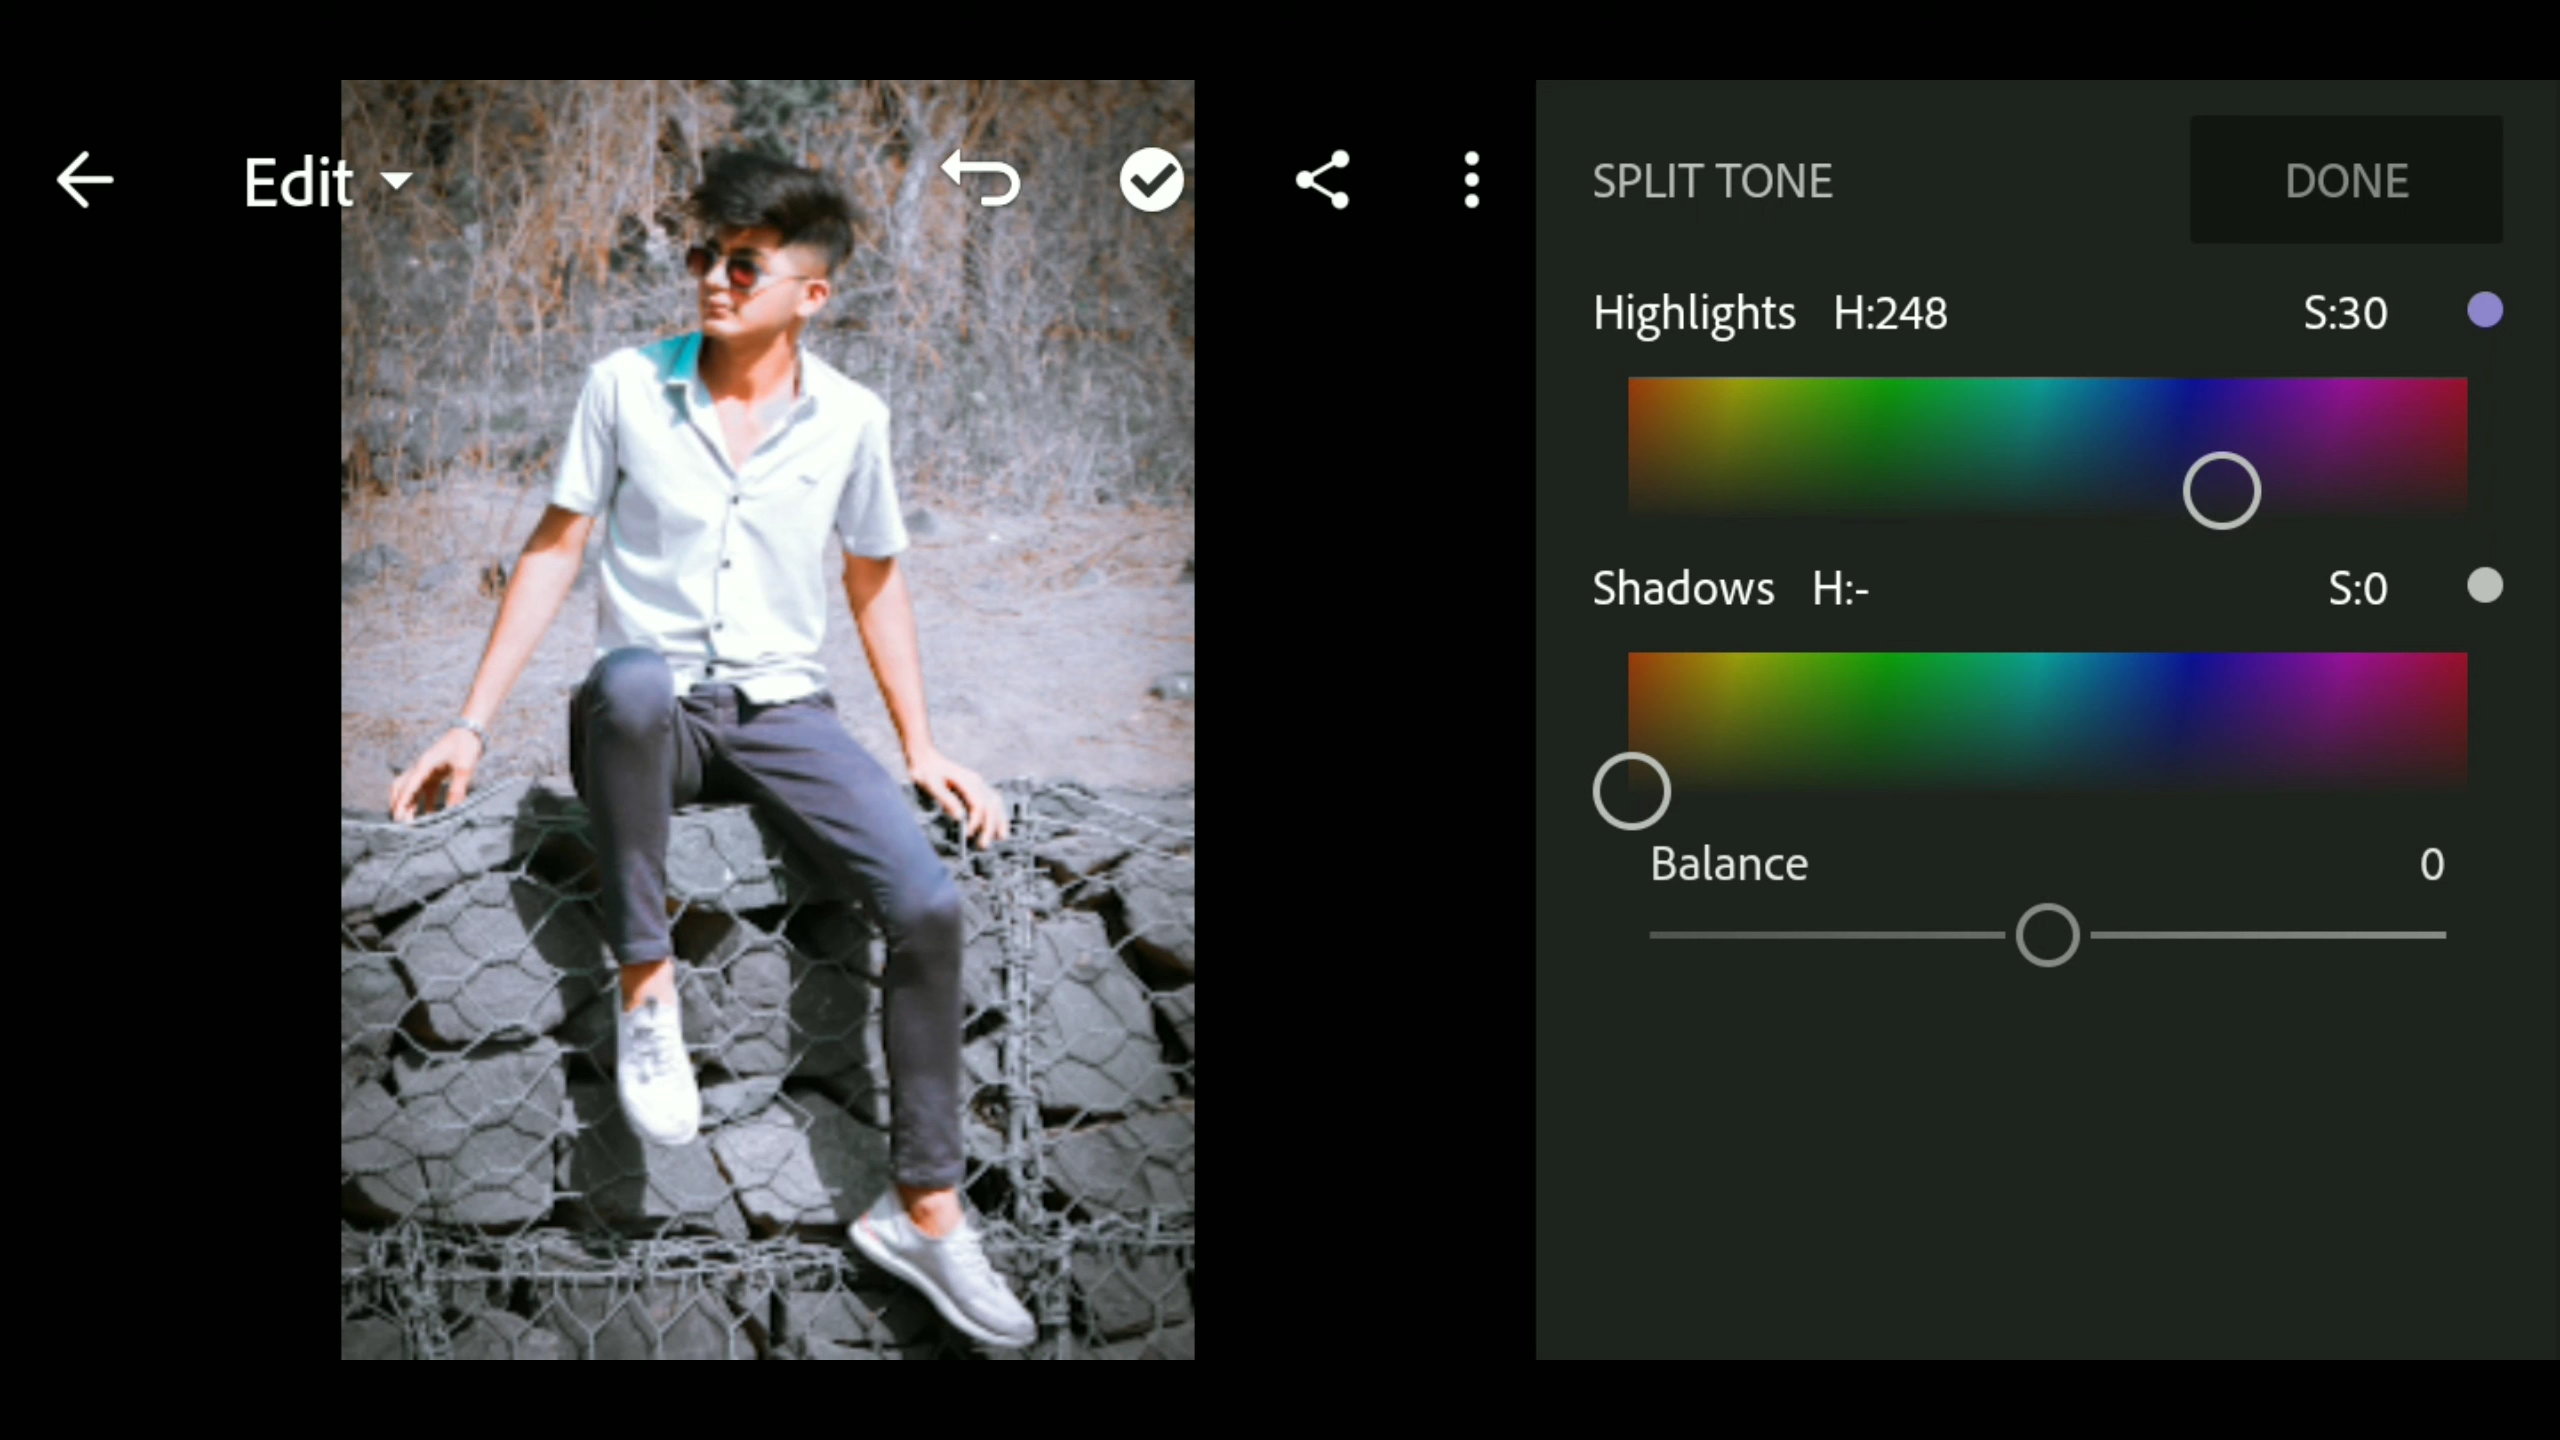 Edit
SPLIT TONE
DONE
Highlights H:248 S:30
Shadows H:- S:0
Balance 0